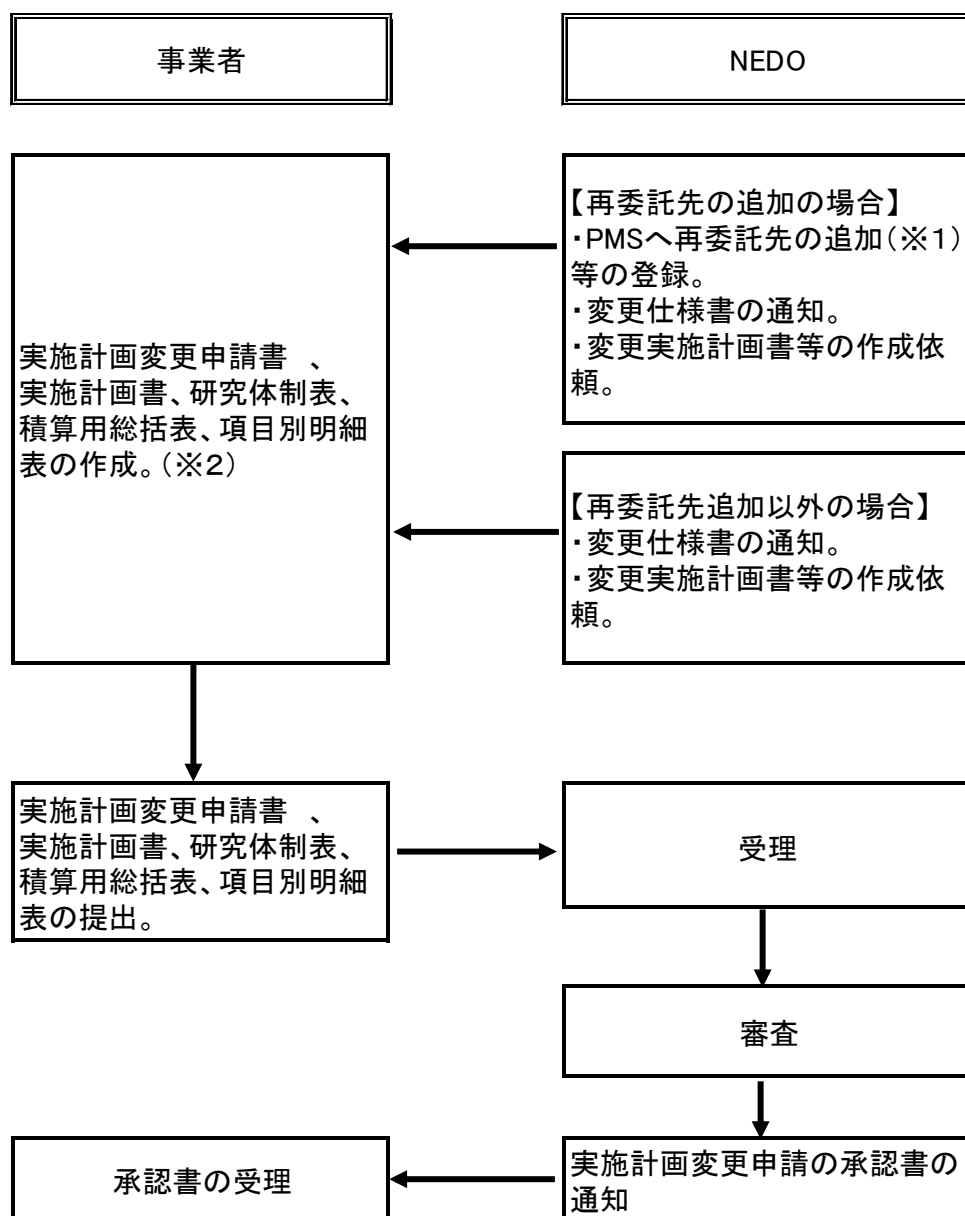 事業者
NEDO
【再委託先の追加の場合】
・PMSへ再委託先の追加(※1)
等の登録。
・変更仕様書の通知。
・変更実施計画書等の作成依
頼。
実施計画変更申請書 、
実施計画書、研究体制表、
積算用総括表、項目別明細
表の作成。(※2)
【再委託先追加以外の場合】
・変更仕様書の通知。
・変更実施計画書等の作成依
頼。
実施計画変更申請書 、
実施計画書、研究体制表、
積算用総括表、項目別明細
表の提出。
受理
審査
実施計画変更申請の承認書の
通知
承認書の受理